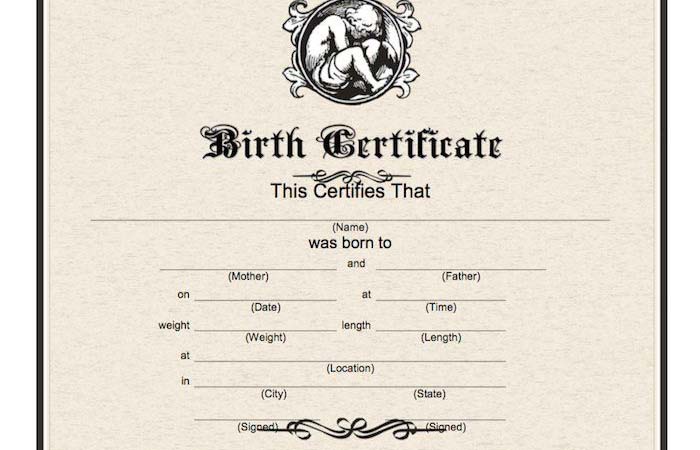 Birth Certificate
This Certifies That
(Name)
was born to
and
(Mother) (Father)
on at
(Date) (Time)
weight length
(Weight) (Length)
at
(Location)
in
(City) (State)
(Signed) (Signed)